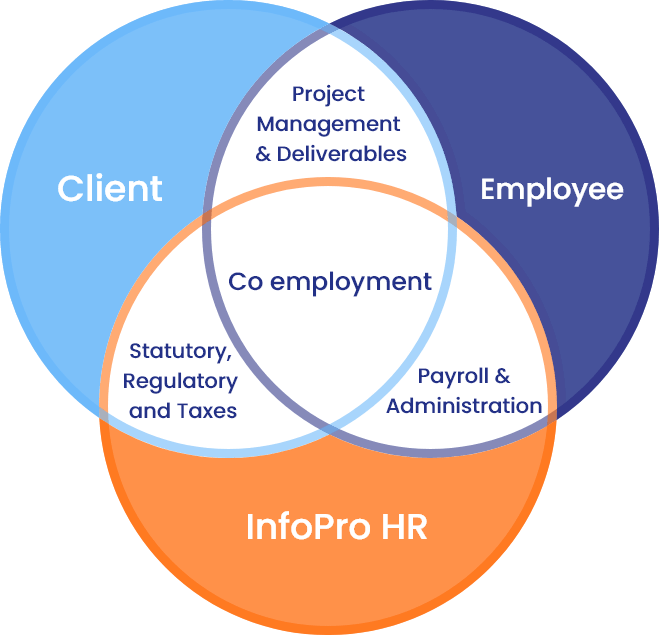 Project
Management
& Deliverables
Client
Employee
Co employment
Statutory,
Regulatory
and Taxes
Payroll &
Administration
InfoPro HR